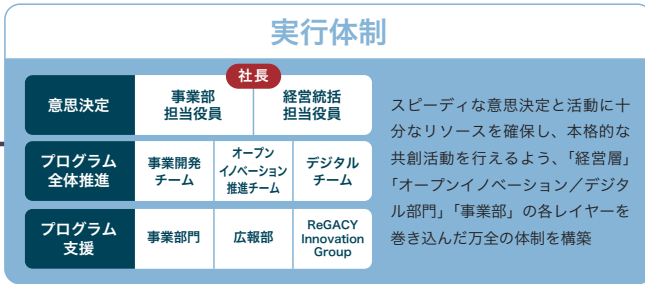 実行体制
社長
意思決定
事業部
担当役員
経営統括
担当役員
プログラム
全体推進
事業開発
チーム
オープン
イノベーション
推進チーム
デジタル
チーム
プログラム
支援
事業部門
広報部
ReGACY
Innovation
Group
スピーディな意思決定と活動に十
分なリソースを確保し、本格的な
共創活動を行えるよう、「経営層」
「オープンイノベーション／デジタ
ル部門」「事業部」の各レイヤーを
巻き込んだ万全の体制を構築